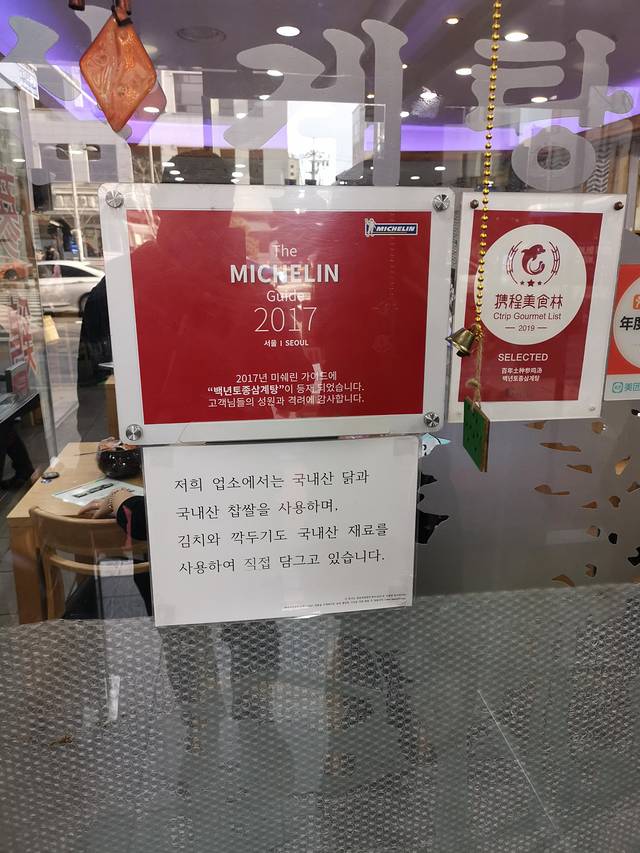 계탕
MICHELIN
The
MICHELIN
Guide
2017
서울 | SEOUL
2017년 미쉐린 가이드에
“백년토종삼계탕”이 등재 되었습니다.
고객님들의 성원과 격려에 감사합니다.
携程美食林
Ctrip Gourmet List
2019
SELECTED
百年土种参鸡汤
백년토종삼계탕
年度
美团
저희 업소에서는 국내산 닭과
국내산 찹쌀을 사용하며,
김치와 깍두기도 국내산 재료를
사용하여 직접 담그고 있습니다.